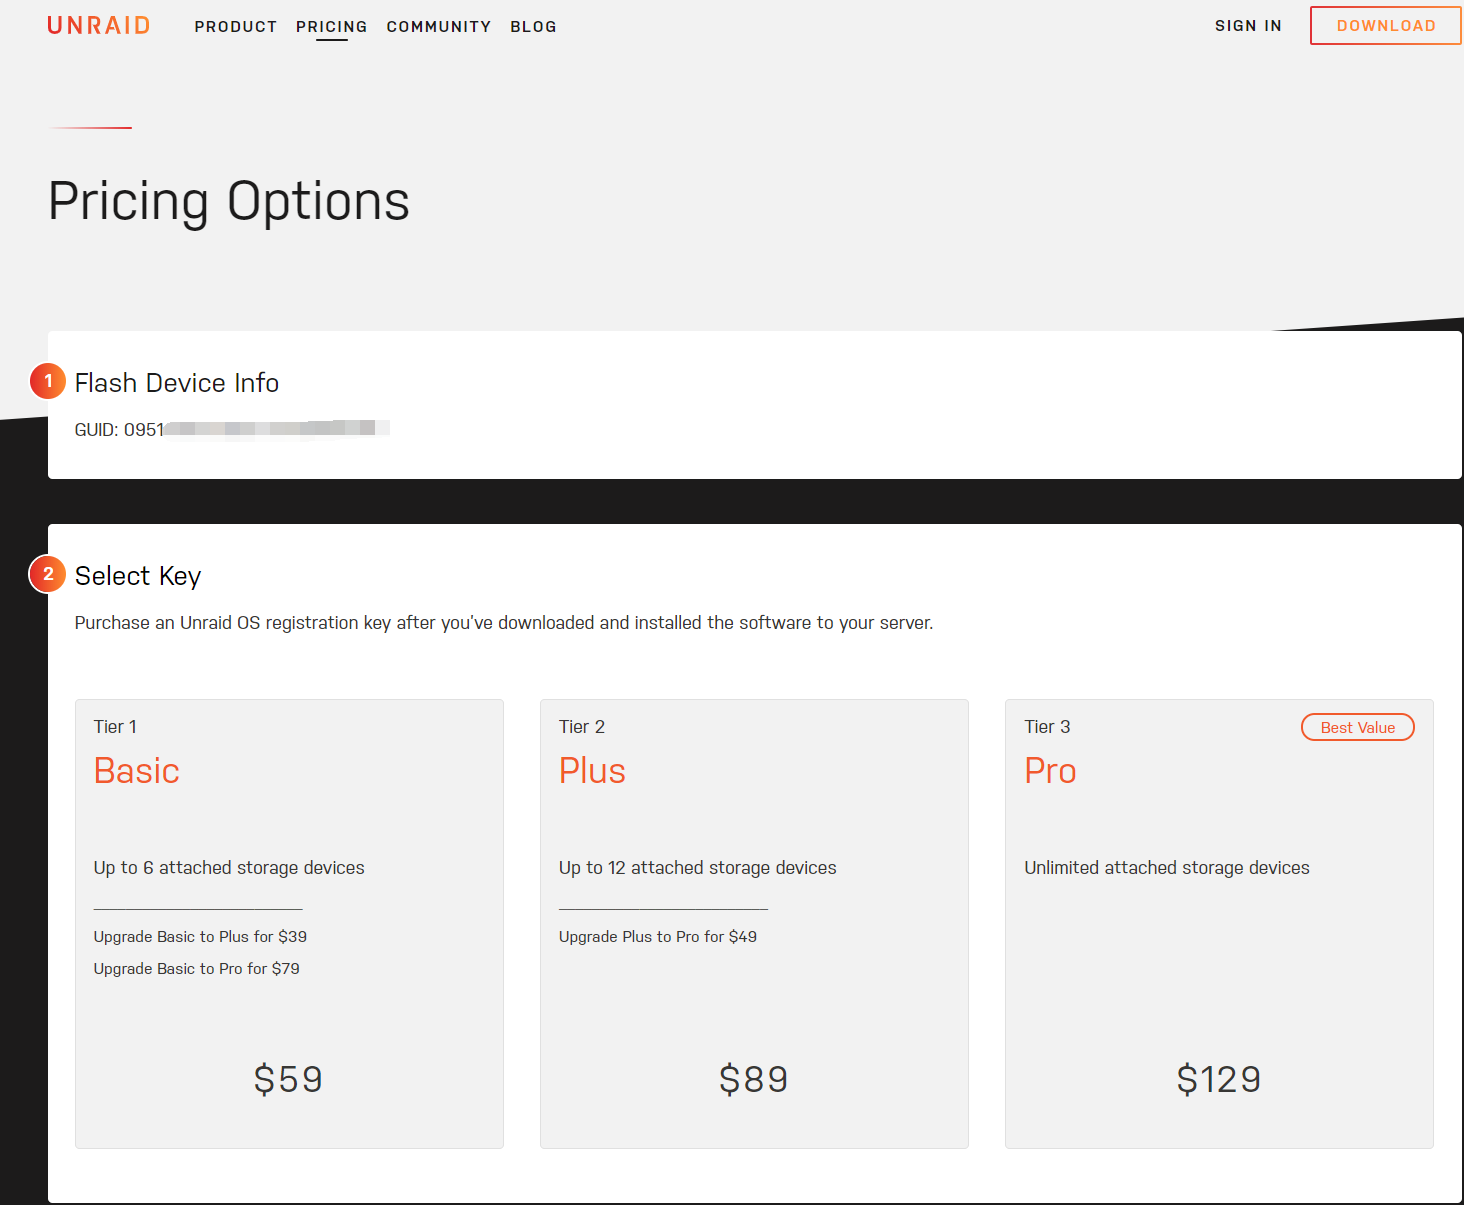 UNRAID PRODUCT PRICING COMMUNITY BLOG SIGN IN DOWNLOAD
Pricing Options
1 Flash Device Info
GUID: 0951
2 Select Key
Purchase an Unraid OS registration key after you've downloaded and installed the software to your server.
Tier 1
Basic
Up to 6 attached storage devices
Upgrade Basic to Plus for $39
Upgrade Basic to Pro for $79
$59
Tier 2
Plus
Up to 12 attached storage devices
Upgrade Plus to Pro for $49
$89
Tier 3 Best Value
Pro
Unlimited attached storage devices
$129